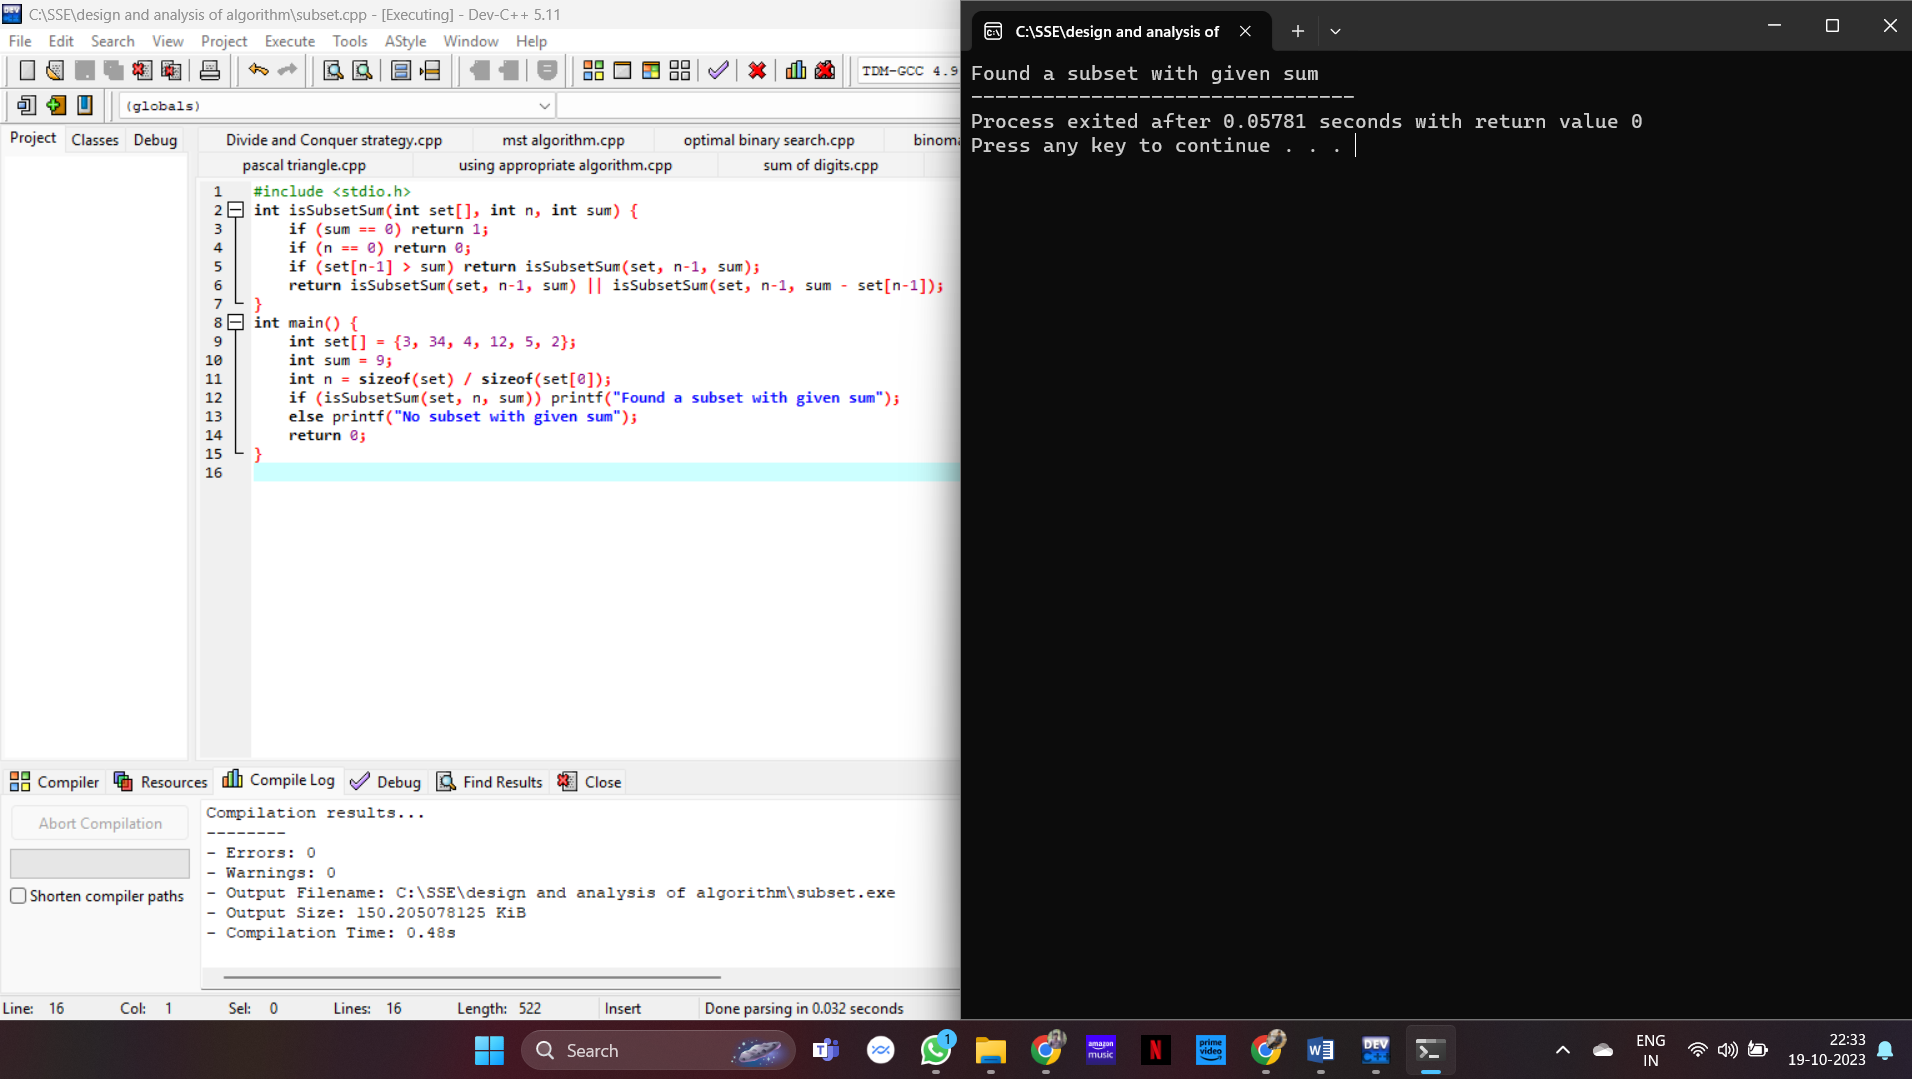 C:\SSE\design and analysis of algorithm\subset.cpp - [Executing] - Dev-C++ 5.11
File Edit Search View Project Execute Tools AStyle Window Help
TDM-GCC 4.9
(globals)
Project Classes Debug
Divide and Conquer strategy.cpp mst algorithm.cpp optimal binary search.cpp binom
pascal triangle.cpp using appropriate algorithm.cpp sum of digits.cpp
1 #include <stdio.h>
2 int isSubsetSum(int set[], int n, int sum) {
3 if (sum == 0) return 1;
4 if (n == 0) return 0;
5 if (set[n-1] > sum) return isSubsetSum(set, n-1, sum);
6 return isSubsetSum(set, n-1, sum) || isSubsetSum(set, n-1, sum - set[n-1]);
7 }
8 int main() {
9 int set[] = {3, 34, 4, 12, 5, 2};
10 int sum = 9;
11 int n = sizeof(set) / sizeof(set[0]);
12 if (isSubsetSum(set, n, sum)) printf("Found a subset with given sum");
13 else printf("No subset with given sum");
14 return 0;
15 }
16
Compiler Resources Compile Log Debug Find Results Close
Abort Compilation
Shorten compiler paths
Compilation results...
--------
- Errors: 0
- Warnings: 0
- Output Filename: C:\SSE\design and analysis of algorithm\subset.exe
- Output Size: 150.205078125 KiB
- Compilation Time: 0.48s
Line: 16 Col: 1 Sel: 0 Lines: 16 Length: 522 Insert Done parsing in 0.032 seconds
C:\SSE\design and analysis of
Found a subset with given sum
--------------------------------
Process exited after 0.05781 seconds with return value 0
Press any key to continue . . .
Search
1
amazon music
N
prime video
DEV C++
ENG
IN
22:33
19-10-2023